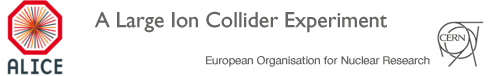 A Large Ion Collider Experiment
CERN
European Organisation for Nuclear Research
ALICE